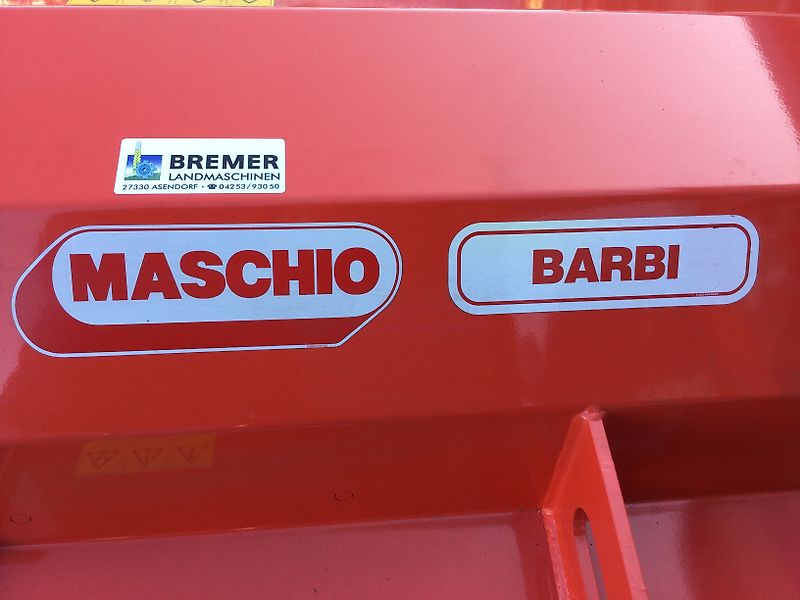 BREMER
LANDMASCHINEN
27330 ASENDORF · ☎ 04253/93050
MASCHIO
BARBI